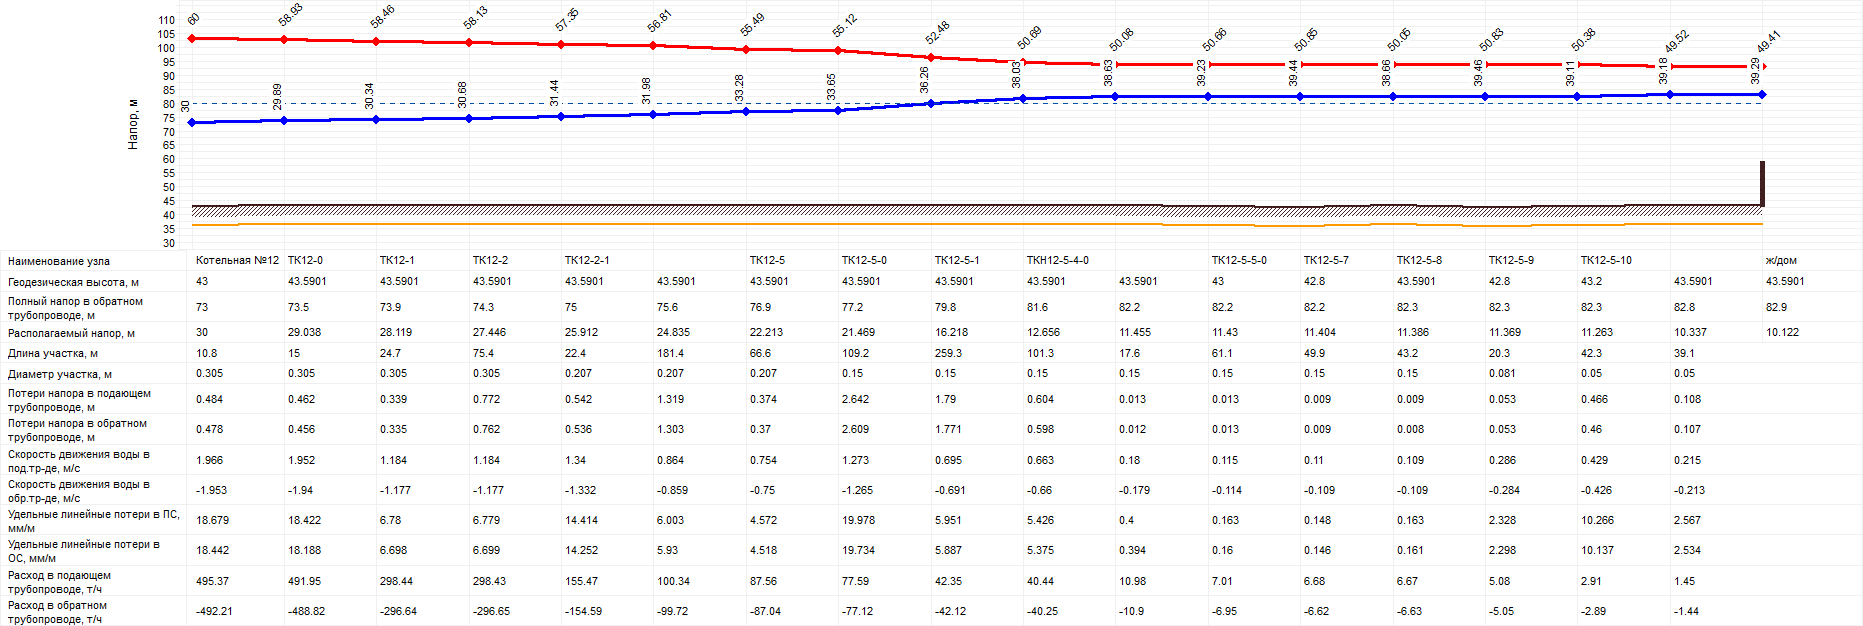 60 58.93 58.46 58.13 57.35 56.81 55.49 55.12 52.48 50.69 50.08 50.66 50.85 50.05 50.83 50.38 49.52 49.41
110
105
100
95
90
85
80
75
70
65
60
55
50
45
40
35
30
Напор, м
30 29.89 30.34 30.68 31.44 31.98 33.28 33.65 36.26 38.03 38.63 39.23 39.44 38.66 39.46 39.11 39.18 39.29
Наименование узла Котельная №12 ТК12-0 ТК12-1 ТК12-2 ТК12-2-1 ТК12-5 ТК12-5-0 ТК12-5-1 ТКН12-5-4-0 ТК12-5-5-0 ТК12-5-7 ТК12-5-8 ТК12-5-9 ТК12-5-10 ж/дом
Геодезическая высота, м 43 43.5901 43.5901 43.5901 43.5901 43.5901 43.5901 43.5901 43.5901 43.5901 43.5901 43 42.8 43.5901 42.8 43.2 43.5901 43.5901
Полный напор в обратном
трубопроводе, м 73 73.5 73.9 74.3 75 75.6 76.9 77.2 79.8 81.6 82.2 82.2 82.2 82.3 82.3 82.3 82.8 82.9
Располагаемый напор, м 30 29.038 28.119 27.446 25.912 24.835 22.213 21.469 16.218 12.656 11.455 11.43 11.404 11.386 11.369 11.263 10.337 10.122
Длина участка, м 10.8 15 24.7 75.4 22.4 181.4 66.6 109.2 259.3 101.3 17.6 61.1 49.9 43.2 20.3 42.3 39.1
Диаметр участка, м 0.305 0.305 0.305 0.305 0.207 0.207 0.207 0.15 0.15 0.15 0.15 0.15 0.15 0.15 0.081 0.05 0.05
Потери напора в подающем
трубопроводе, м 0.484 0.462 0.339 0.772 0.542 1.319 0.374 2.642 1.79 0.604 0.013 0.013 0.009 0.009 0.053 0.466 0.108
Потери напора в обратном
трубопроводе, м 0.478 0.456 0.335 0.762 0.536 1.303 0.37 2.609 1.771 0.598 0.012 0.013 0.009 0.008 0.053 0.46 0.107
Скорость движения воды в
под.тр-де, м/с 1.966 1.952 1.184 1.184 1.34 0.864 0.754 1.273 0.695 0.663 0.18 0.115 0.11 0.109 0.286 0.429 0.215
Скорость движения воды в
обр.тр-де, м/с -1.953 -1.94 -1.177 -1.177 -1.332 -0.859 -0.75 -1.265 -0.691 -0.66 -0.179 -0.114 -0.109 -0.109 -0.284 -0.426 -0.213
Удельные линейные потери в ПС,
мм/м 18.679 18.422 6.78 6.779 14.414 6.003 4.572 19.978 5.951 5.426 0.4 0.163 0.148 0.163 2.328 10.266 2.567
Удельные линейные потери в
ОС, мм/м 18.442 18.188 6.698 6.699 14.252 5.93 4.518 19.734 5.887 5.375 0.394 0.16 0.146 0.161 2.298 10.137 2.534
Расход в подающем
трубопроводе, т/ч 495.37 491.95 298.44 298.43 155.47 100.34 87.56 77.59 42.35 40.44 10.98 7.01 6.68 6.67 5.08 2.91 1.45
Расход в обратном
трубопроводе, т/ч -492.21 -488.82 -296.64 -296.65 -154.59 -99.72 -87.04 -77.12 -42.12 -40.25 -10.9 -6.95 -6.62 -6.63 -5.05 -2.89 -1.44